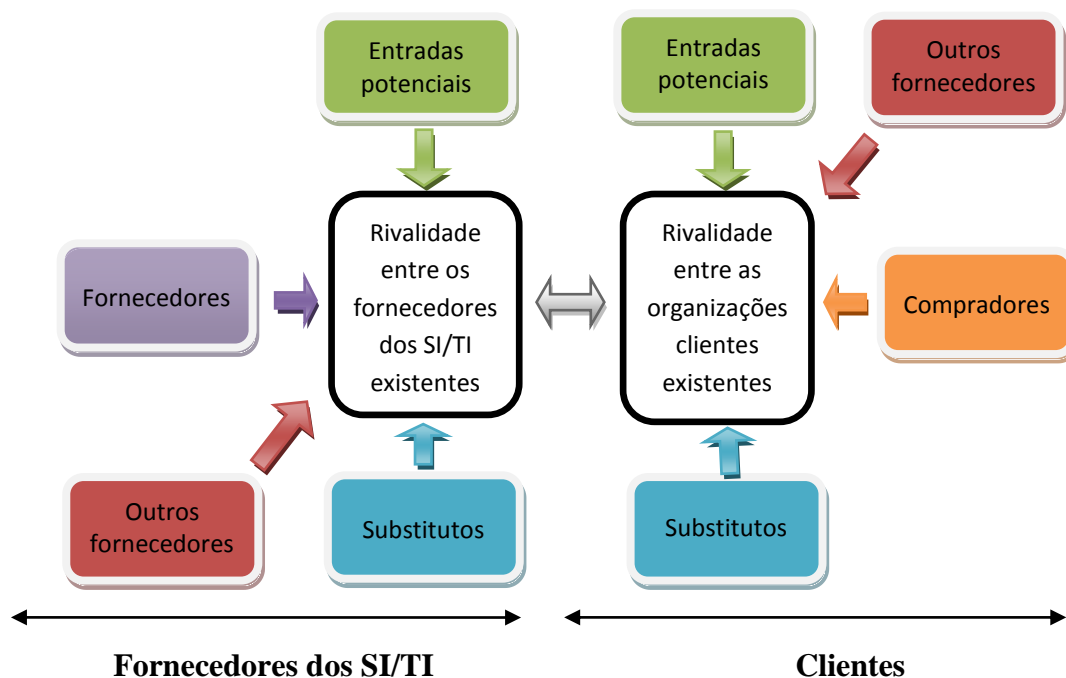 Entradas
potenciais
Entradas
potenciais
Outros
fornecedores
Rivalidade
entre os
fornecedores
dos SI/TI
existentes
Rivalidade
entre as
organizações
clientes
existentes
Fornecedores
Compradores
Outros
fornecedores
Substitutos
Substitutos
Fornecedores dos SI/TI
Clientes